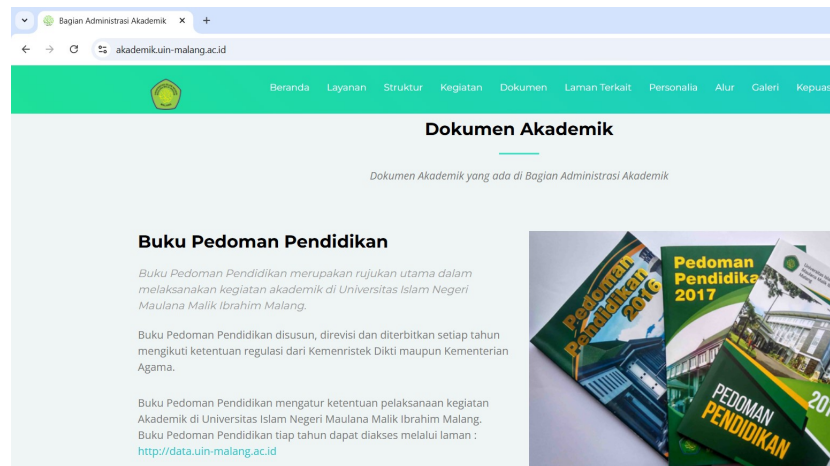 Bagian Administrasi Akademik
akademik.uin-malang.ac.id
Beranda Layanan Struktur Kegiatan Dokumen Laman Terkait Personalia Alur Galeri Kepuas
Dokumen Akademik
Dokumen Akademik yang ada di Bagian Administrasi Akademik
Buku Pedoman Pendidikan
Buku Pedoman Pendidikan merupakan rujukan utama dalam
melaksanakan kegiatan akademik di Universitas Islam Negeri
Maulana Malik Ibrahim Malang.
Buku Pedoman Pendidikan disusun, direvisi dan diterbitkan setiap tahun
mengikuti ketentuan regulasi dari Kemenristek Dikti maupun Kementerian
Agama.
Buku Pedoman Pendidikan mengatur ketentuan pelaksanaan kegiatan
Akademik di Universitas Islam Negeri Maulana Malik Ibrahim Malang.
Buku Pedoman Pendidikan tiap tahun dapat diakses melalui laman :
http://data.uin-malang.ac.id
Pedoman
Pendidikan
2016
Pedoman
Pendidika
2017
PEDOMAN
PENDIDIKAN
201